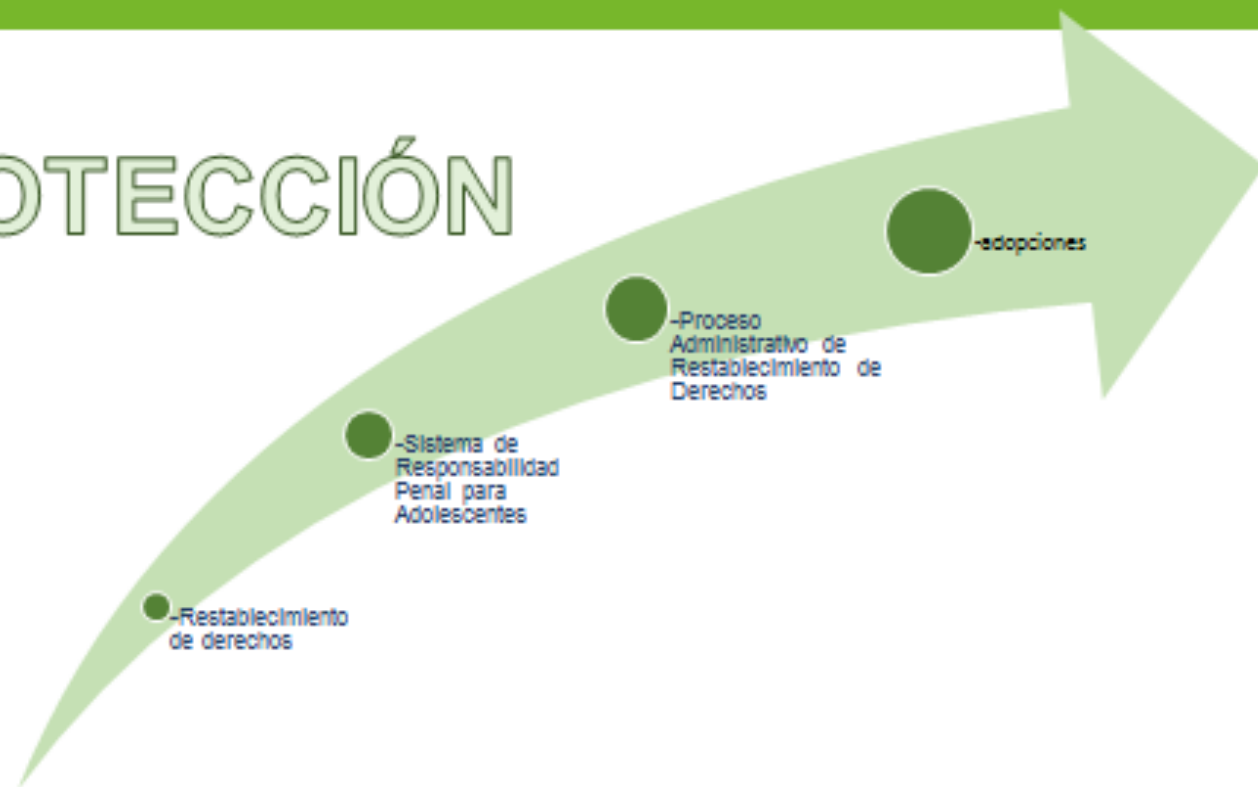 OTECCIÓN
-adopciones
-Proceso
Administrativo de
Restablecimiento de
Derechos
-Sistema de
Responsabilidad
Penal para
Adolescentes
-Restablecimiento
de derechos